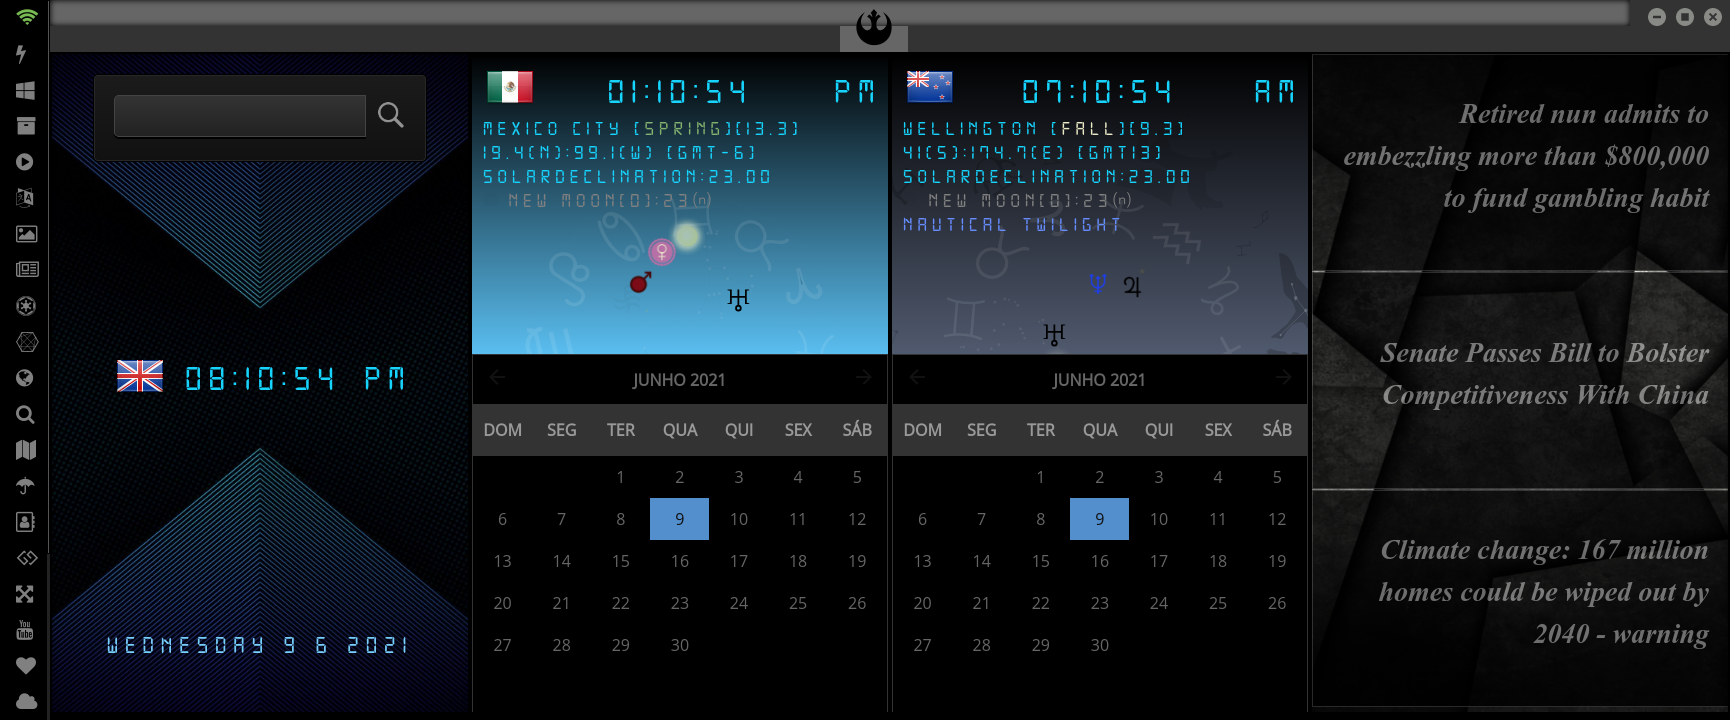 08:10:54 PM
WEDNESDAY 9 6 2021
01:10:54 PM
MEXICO CITY [SPRING][13.3]
19.4(N):99.1(W) [GMT-6]
SOLARDECLINATION:23.00
NEW MOON[0]:23(n)
JUNHO 2021
DOM SEG TER QUA QUI SEX SÁB
1 2 3 4 5
6 7 8 9 10 11 12
13 14 15 16 17 18 19
20 21 22 23 24 25 26
27 28 29 30
07:10:54 AM
WELLINGTON [FALL][9.3]
41(S):174.7(E) [GMT13]
SOLARDECLINATION:23.00
NEW MOON[0]:23(n)
NAUTICAL TWILIGHT
JUNHO 2021
DOM SEG TER QUA QUI SEX SÁB
1 2 3 4 5
6 7 8 9 10 11 12
13 14 15 16 17 18 19
20 21 22 23 24 25 26
27 28 29 30
Retired nun admits to
embezzling more than $800,000
to fund gambling habit
Senate Passes Bill to Bolster
Competitiveness With China
Climate change: 167 million
homes could be wiped out by
2040 - warning
You
Tube